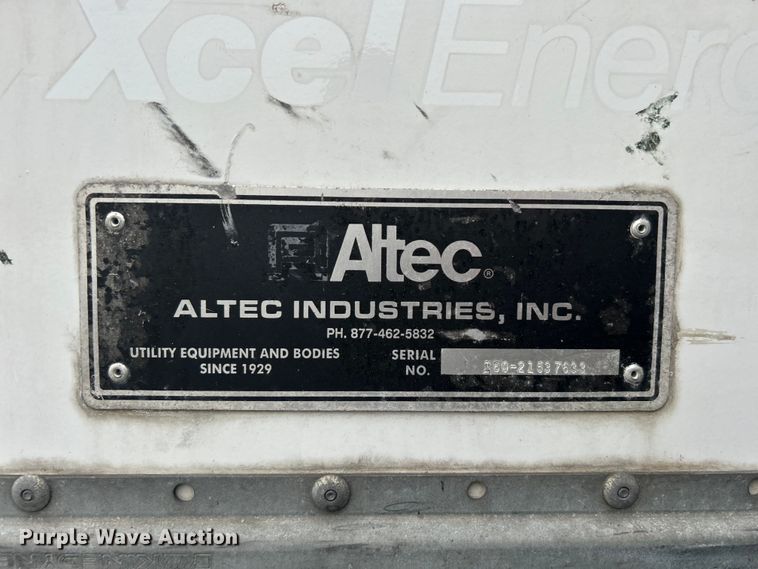 XcelEnerg
Altec®
ALTEC INDUSTRIES, INC.
PH. 877-462-5832
UTILITY EQUIPMENT AND BODIES
SINCE 1929
SERIAL
NO.
Purple Wave Auction